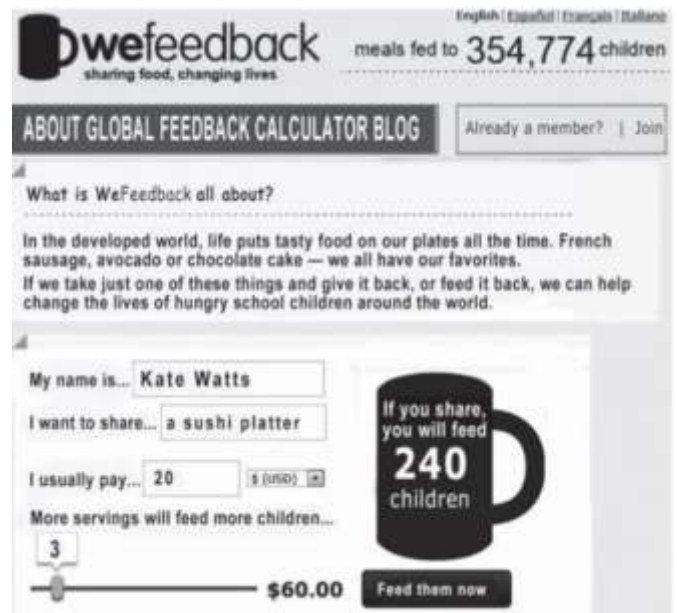 English | Español | Français | Italiano
wefeedback
sharing food, changing lives
meals fed to 354,774 children
ABOUT GLOBAL FEEDBACK CALCULATOR BLOG
Already a member? | Join
What is WeFeedback all about?
In the developed world, life puts tasty food on our plates all the time. French
sausage, avocado or chocolate cake — we all have our favorites.
If we take just one of these things and give it back, or feed it back, we can help
change the lives of hungry school children around the world.
My name is... Kate Watts
I want to share... a sushi platter
I usually pay... 20 $ (USD)
More servings will feed more children...
3
$60.00
If you share,
you will feed
240
children
Feed them now